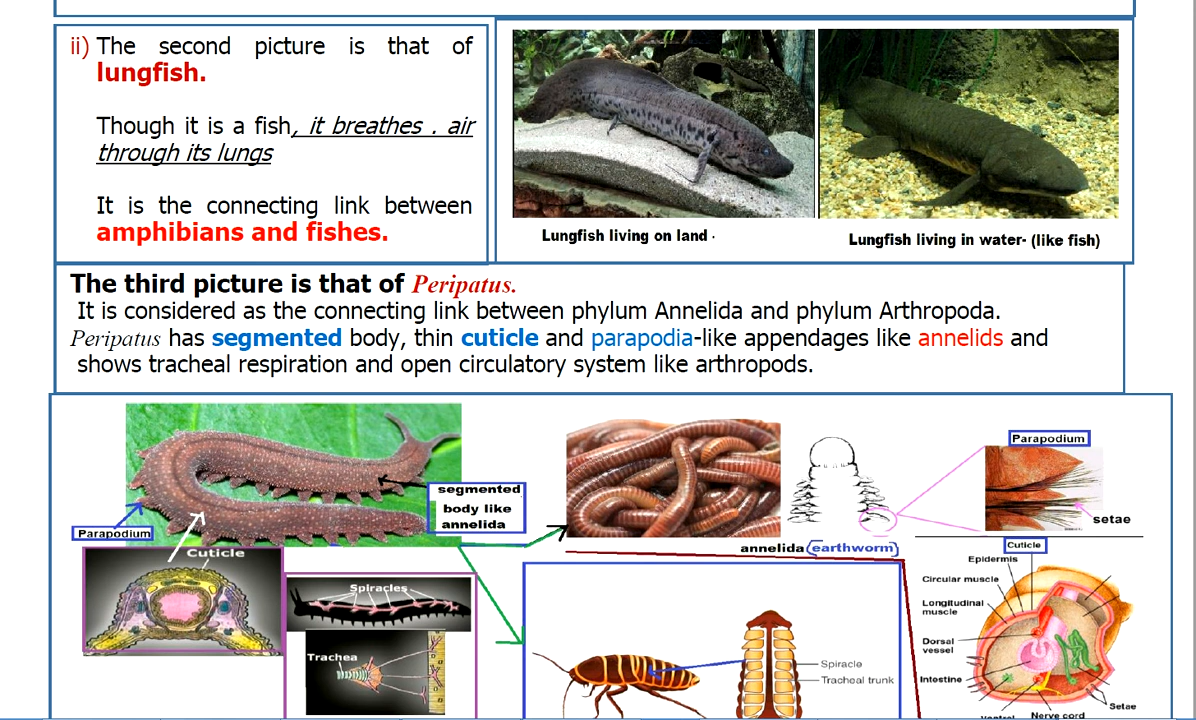 ii) The second picture is that of
lungfish.
Though it is a fish, it breathes . air
through its lungs
It is the connecting link between
amphibians and fishes.
Lungfish living on land .
Lungfish living in water- (like fish)
The third picture is that of Peripatus.
It is considered as the connecting link between phylum Annelida and phylum Arthropoda.
Peripatus has segmented body, thin cuticle and parapodia-like appendages like annelids and
shows tracheal respiration and open circulatory system like arthropods.
segmented
body like
annelida
Parapodium
Cuticle
Spiracles
Trachea
annelida (earthworm)
Parapodium
setae
Spiracle
Tracheal trunk
Cuticle
Epidermis
Circular muscle
Longitudinal
muscle
Dorsal
vessel
Intestine
Setae
Nerve cord